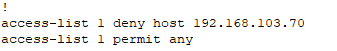 !
access-list 1 deny host 192.168.103.70
access-list 1 permit any